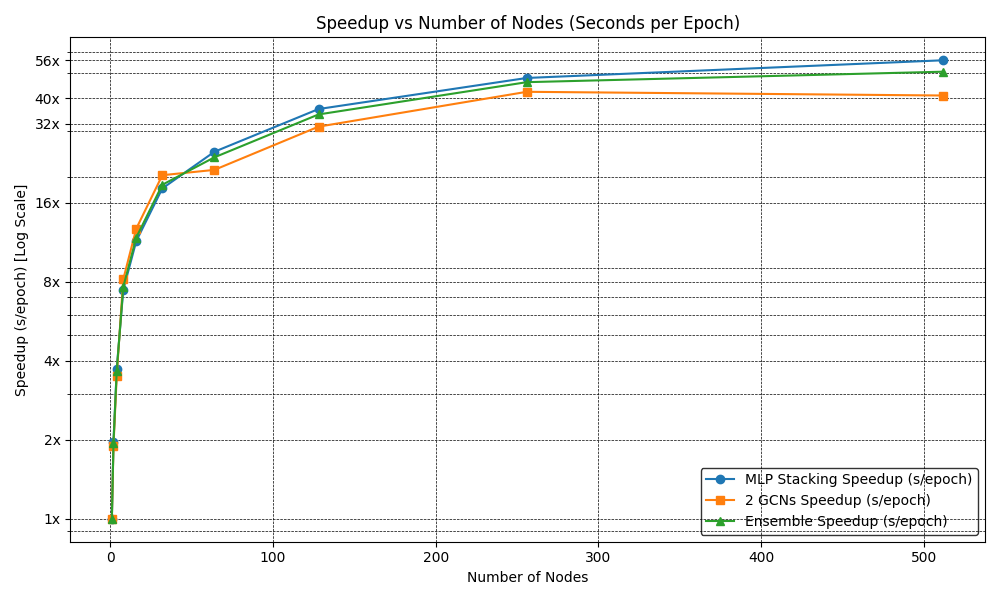 Speedup vs Number of Nodes (Seconds per Epoch)
Speedup (s/epoch) [Log Scale]
56x
40x
32x
16x
8x
4x
2x
1x
MLP Stacking Speedup (s/epoch)
2 GCNs Speedup (s/epoch)
Ensemble Speedup (s/epoch)
0 100 200 300 400 500
Number of Nodes